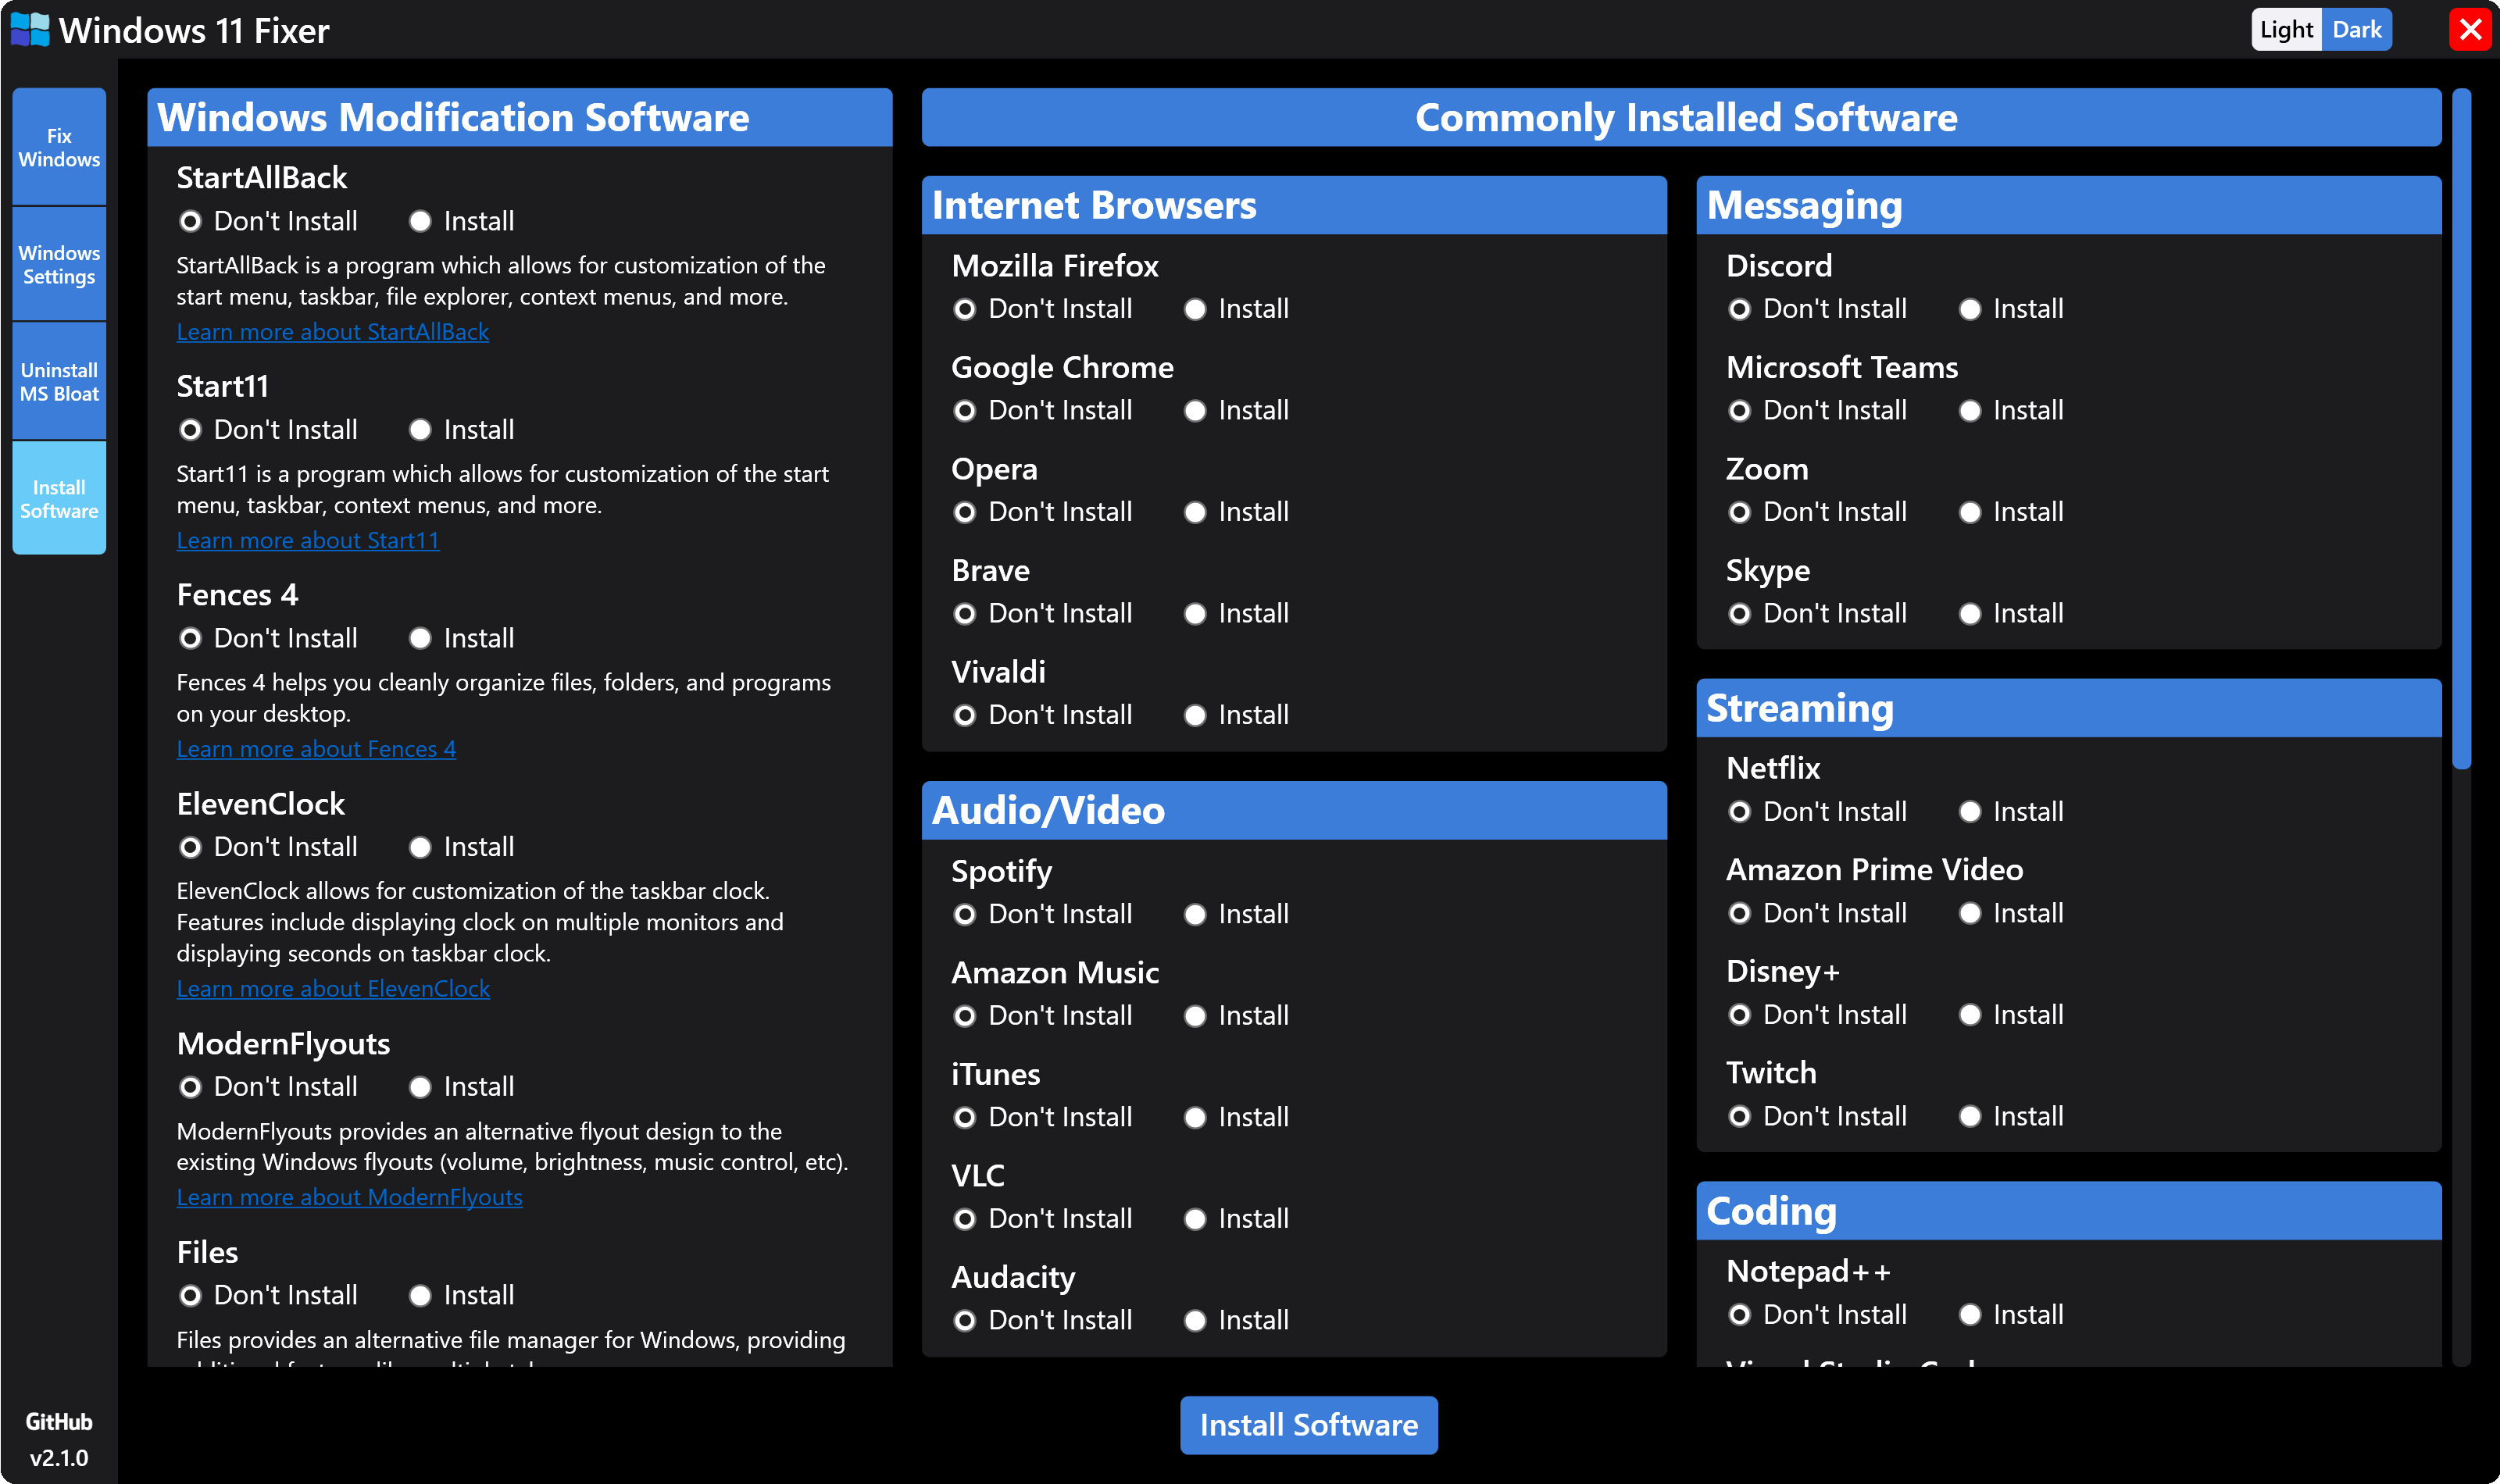 Windows 11 Fixer
Light
Dark
Fix
Windows
Windows
Settings
Uninstall
MS Bloat
Install
Software
GitHub
v2.1.0
Windows Modification Software
StartAllBack
Don't Install Install
StartAllBack is a program which allows for customization of the
start menu, taskbar, file explorer, context menus, and more.
Learn more about StartAllBack
Start11
Don't Install Install
Start11 is a program which allows for customization of the start
menu, taskbar, context menus, and more.
Learn more about Start11
Fences 4
Don't Install Install
Fences 4 helps you cleanly organize files, folders, and programs
on your desktop.
Learn more about Fences 4
ElevenClock
Don't Install Install
ElevenClock allows for customization of the taskbar clock.
Features include displaying clock on multiple monitors and
displaying seconds on taskbar clock.
Learn more about ElevenClock
ModernFlyouts
Don't Install Install
ModernFlyouts provides an alternative flyout design to the
existing Windows flyouts (volume, brightness, music control, etc).
Learn more about ModernFlyouts
Files
Don't Install Install
Files provides an alternative file manager for Windows, providing
Commonly Installed Software
Internet Browsers
Mozilla Firefox
Don't Install Install
Google Chrome
Don't Install Install
Opera
Don't Install Install
Brave
Don't Install Install
Vivaldi
Don't Install Install
Audio/Video
Spotify
Don't Install Install
Amazon Music
Don't Install Install
iTunes
Don't Install Install
VLC
Don't Install Install
Audacity
Don't Install Install
Messaging
Discord
Don't Install Install
Microsoft Teams
Don't Install Install
Zoom
Don't Install Install
Skype
Don't Install Install
Streaming
Netflix
Don't Install Install
Amazon Prime Video
Don't Install Install
Disney+
Don't Install Install
Twitch
Don't Install Install
Coding
Notepad++
Don't Install Install
Install Software